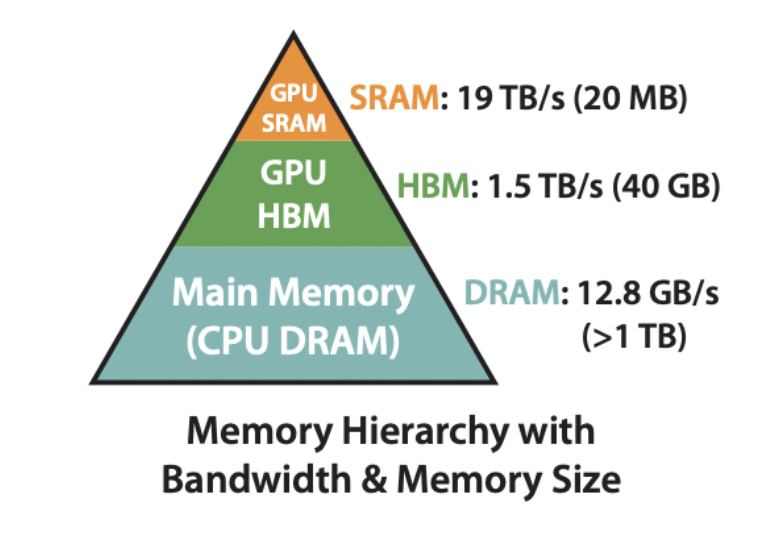 GPU
SRAM
SRAM: 19 TB/s (20 MB)
GPU
HBM
HBM: 1.5 TB/s (40 GB)
Main Memory
(CPU DRAM)
DRAM: 12.8 GB/s
(>1 TB)
Memory Hierarchy with
Bandwidth & Memory Size